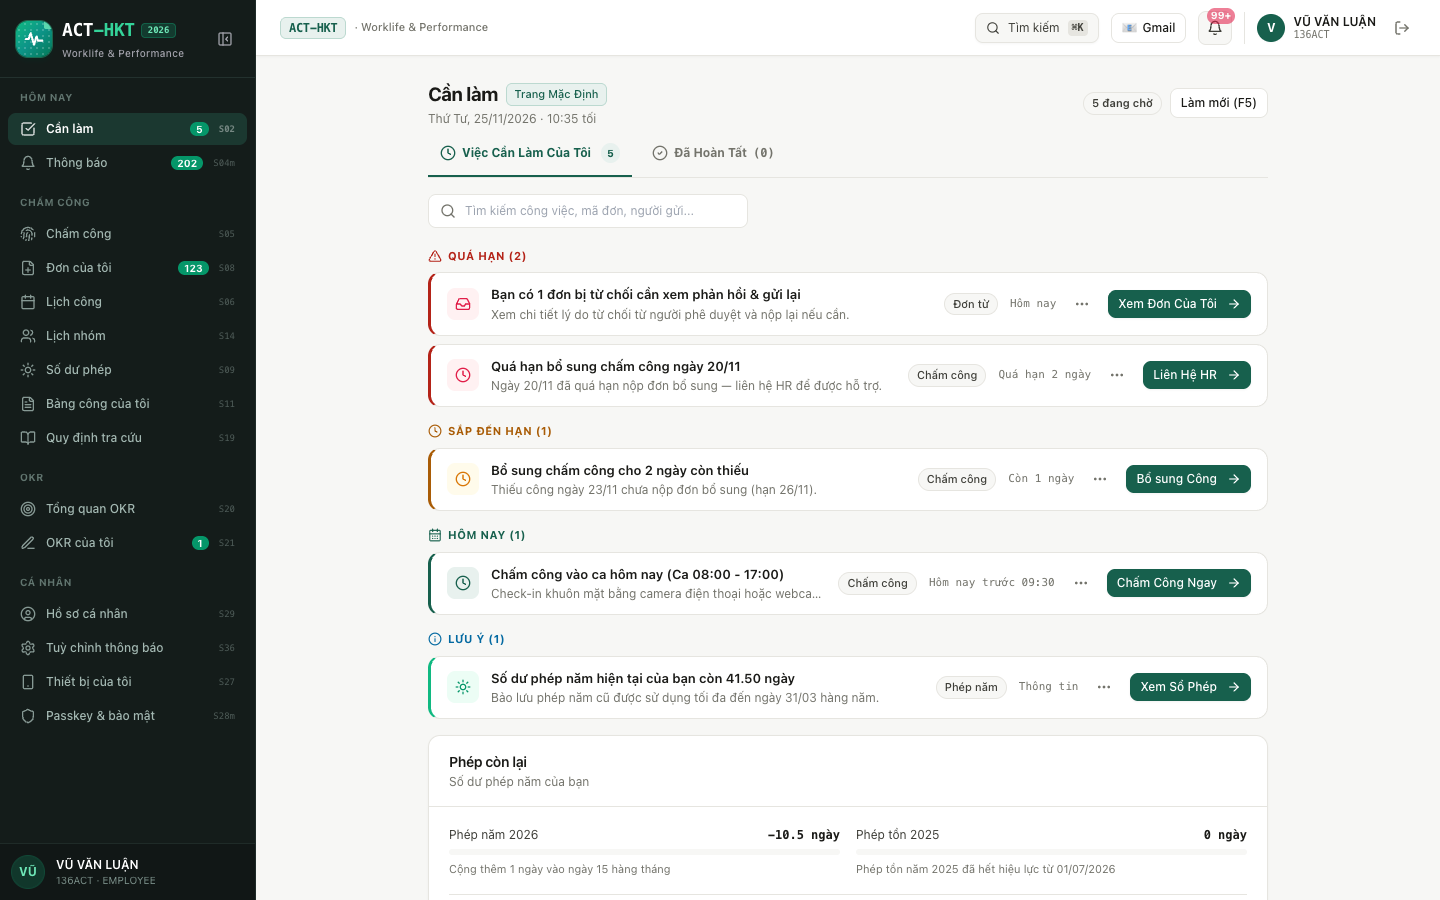 ACT-HKT 2026
Worklife & Performance
HÔM NAY
Cần làm 5 S02
Thông báo 202 S04m
CHẤM CÔNG
Chấm công S05
Đơn của tôi 123 S08
Lịch công S06
Lịch nhóm S14
Số dư phép S09
Bảng công của tôi S11
Quy định tra cứu S19
OKR
Tổng quan OKR S20
OKR của tôi 1 S21
CÁ NHÂN
Hồ sơ cá nhân S29
Tuỳ chỉnh thông báo S36
Thiết bị của tôi S27
Passkey & bảo mật S28m
VŨ VŨ VĂN LUẬN
136ACT · EMPLOYEE
ACT-HKT · Worklife & Performance
Tìm kiếm ⌘K
Gmail
99+
V VŨ VĂN LUẬN
136ACT
Cần làm Trang Mặc Định
Thứ Tư, 25/11/2026 · 10:35 tối
5 đang chờ Làm mới (F5)
Việc Cần Làm Của Tôi 5 Đã Hoàn Tất (0)
Tìm kiếm công việc, mã đơn, người gửi...
QUÁ HẠN (2)
Bạn có 1 đơn bị từ chối cần xem phản hồi & gửi lại
Xem chi tiết lý do từ chối từ người phê duyệt và nộp lại nếu cần.
Đơn từ Hôm nay ••• Xem Đơn Của Tôi →
Quá hạn bổ sung chấm công ngày 20/11
Ngày 20/11 đã quá hạn nộp đơn bổ sung — liên hệ HR để được hỗ trợ.
Chấm công Quá hạn 2 ngày ••• Liên Hệ HR →
SẮP ĐẾN HẠN (1)
Bổ sung chấm công cho 2 ngày còn thiếu
Thiếu công ngày 23/11 chưa nộp đơn bổ sung (hạn 26/11).
Chấm công Còn 1 ngày ••• Bổ sung Công →
HÔM NAY (1)
Chấm công vào ca hôm nay (Ca 08:00 - 17:00)
Check-in khuôn mặt bằng camera điện thoại hoặc webca...
Chấm công Hôm nay trước 09:30 ••• Chấm Công Ngay →
LƯU Ý (1)
Số dư phép năm hiện tại của bạn còn 41.50 ngày
Bảo lưu phép năm cũ được sử dụng tối đa đến ngày 31/03 hàng năm.
Phép năm Thông tin ••• Xem Sổ Phép →
Phép còn lại
Số dư phép năm của bạn
Phép năm 2026 −10.5 ngày
Cộng thêm 1 ngày vào ngày 15 hàng tháng
Phép tồn 2025 0 ngày
Phép tồn năm 2025 đã hết hiệu lực từ 01/07/2026